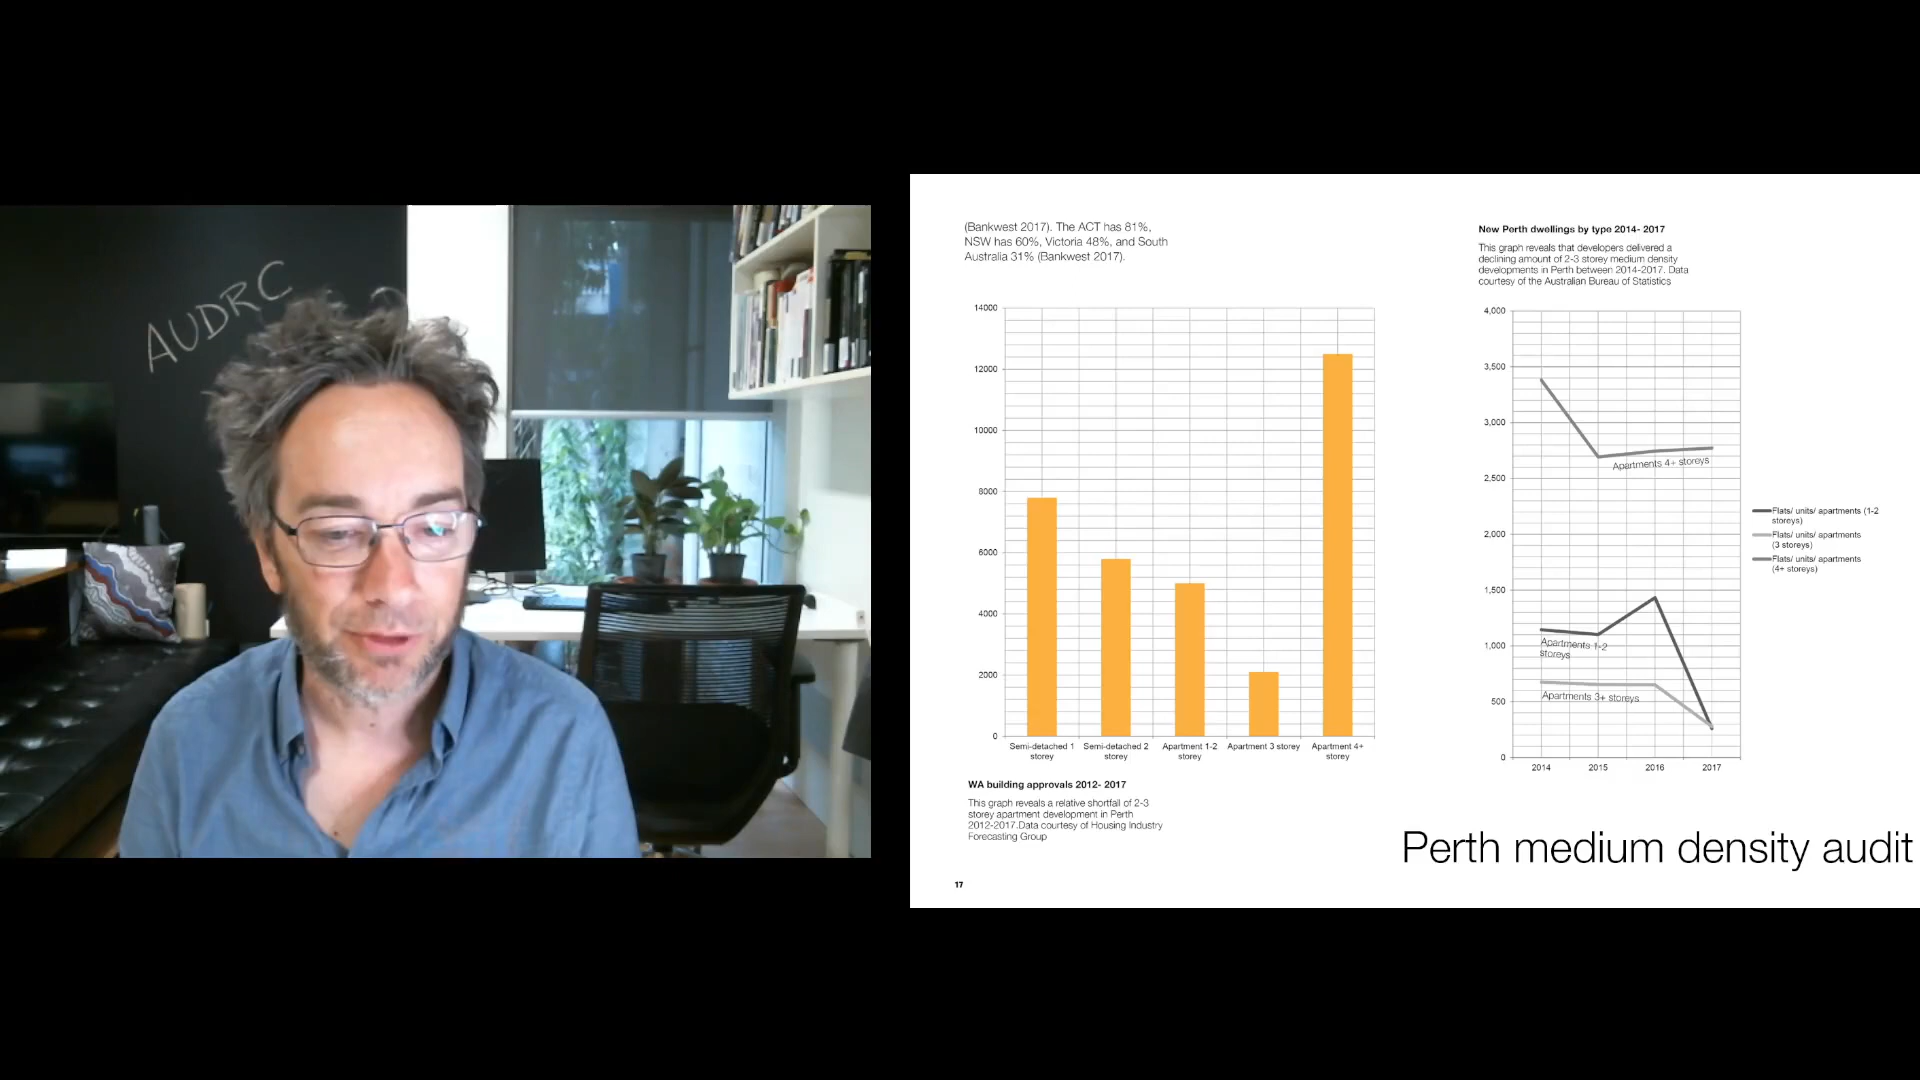 AUDRC
(Bankwest 2017). The ACT has 81%,
NSW has 60%, Victoria 48%, and South
Australia 31% (Bankwest 2017).
14000
12000
10000
8000
6000
4000
2000
0
Semi-detached 1
storey
Semi-detached 2
storey
Apartment 1-2
storey
Apartment 3 storey
Apartment 4+
storey
WA building approvals 2012- 2017
This graph reveals a relative shortfall of 2-3
storey apartment development in Perth
2012-2017.Data courtesy of Housing Industry
Forecasting Group
17
New Perth dwellings by type 2014- 2017
This graph reveals that developers delivered a
declining amount of 2-3 storey medium density
developments in Perth between 2014-2017. Data
courtesy of the Australian Bureau of Statistics
4,000
3,500
3,000
2,500
2,000
1,500
1,000
500
0
Apartments 4+ storeys
Apartments 1-2
storeys
Apartments 3+ storeys
2014
2015
2016
2017
Flats/ units/ apartments (1-2
storeys)
Flats/ units/ apartments
(3 storeys)
Flats/ units/ apartments
(4+ storeys)
Perth medium density audit